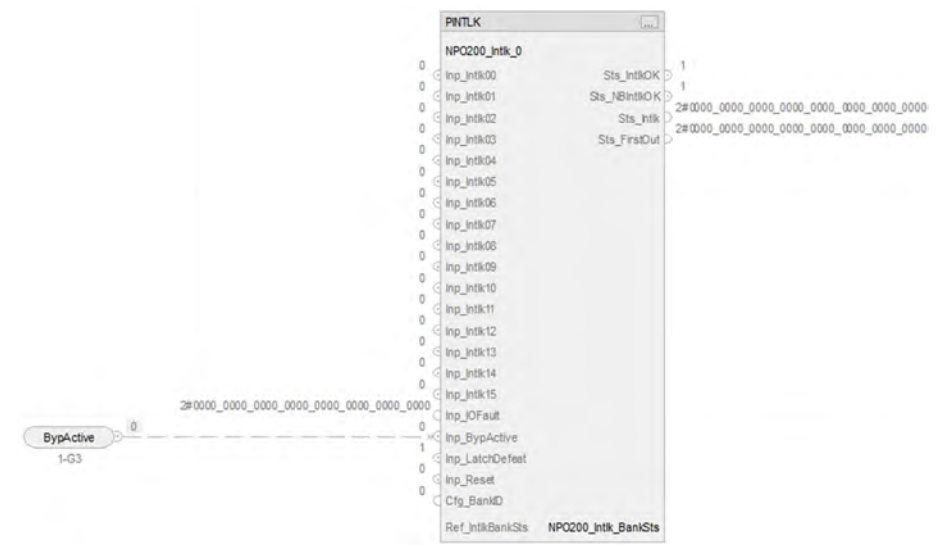 PINTLK ...
NPO200_Intlk_0
0
Inp_Intlk00 Sts_IntlkOK 1
0
Inp_Intlk01 Sts_NBIntlkOK 1
0
Inp_Intlk02 Sts_Intlk 2#0000_0000_0000_0000_0000_0000_0000
0
Inp_Intlk03 Sts_FirstOut 2#0000_0000_0000_0000_0000_0000_0000
0
Inp_Intlk04
0
Inp_Intlk05
0
Inp_Intlk06
0
Inp_Intlk07
0
Inp_Intlk08
0
Inp_Intlk09
0
Inp_Intlk10
0
Inp_Intlk11
0
Inp_Intlk12
0
Inp_Intlk13
0
Inp_Intlk14
0
Inp_Intlk15
2#0000_0000_0000_0000_0000_0000_0000_0000
Inp_IOFault
BypActive 0 0
Inp_BypActive
1-G3
1
Inp_LatchDefeat
0
Inp_Reset
0
Cfg_BankID
Ref_IntlkBankSts NPO200_Intlk_BankSts